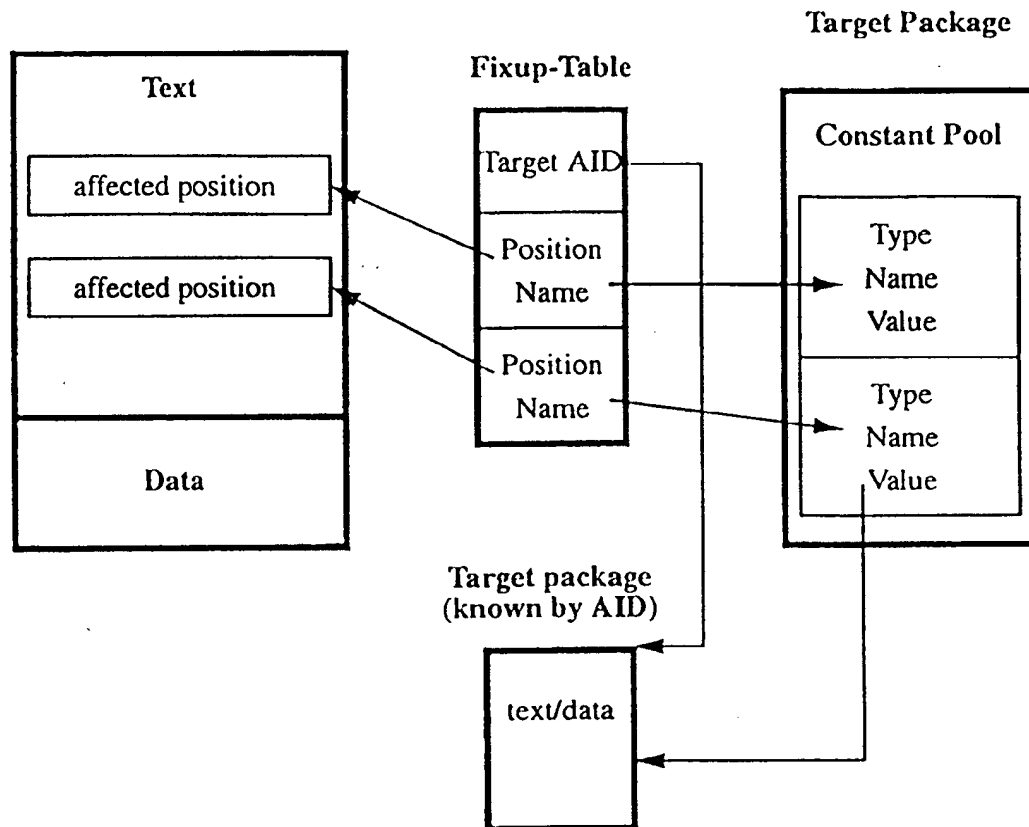 Text
affected position
affected position
Data
Fixup-Table
Target AID
Position
Name
Position
Name
Target Package
Constant Pool
Type
Name
Value
Type
Name
Value
Target package
(known by AID)
text/data